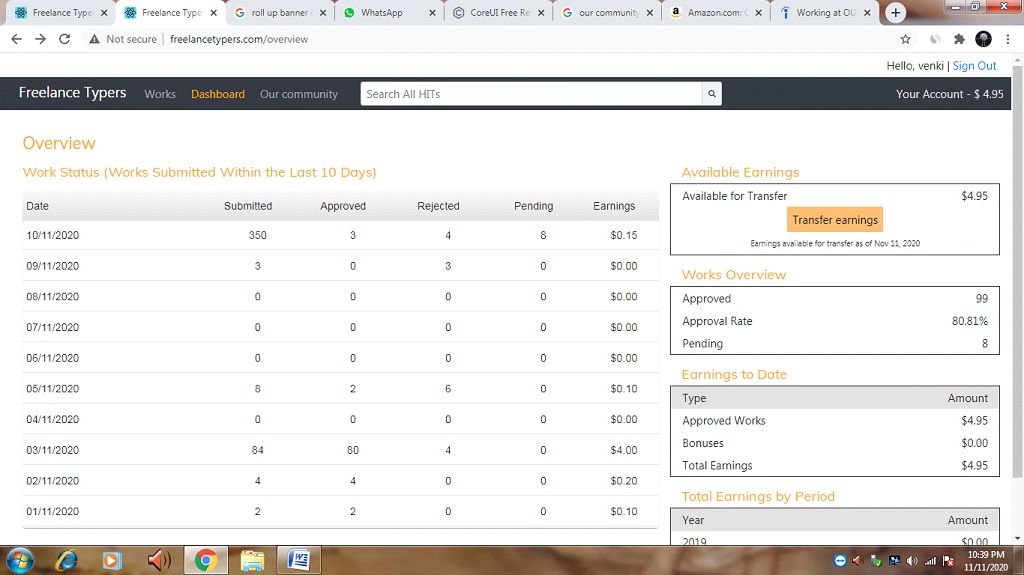 Freelance Type
Freelance Type
roll up banner
WhatsApp
CoreUI Free Re
our community
Amazon.com:
Working at OU
Not secure | freelancetypers.com/overview
Hello, venki | Sign Out
Freelance Typers Works Dashboard Our community Search All HITs Your Account - $ 4.95
Overview
Work Status (Works Submitted Within the Last 10 Days)
Date Submitted Approved Rejected Pending Earnings
10/11/2020 350 3 4 8 $0.15
09/11/2020 3 0 3 0 $0.00
08/11/2020 0 0 0 0 $0.00
07/11/2020 0 0 0 0 $0.00
06/11/2020 0 0 0 0 $0.00
05/11/2020 8 2 6 0 $0.10
04/11/2020 0 0 0 0 $0.00
03/11/2020 84 80 4 0 $4.00
02/11/2020 4 4 0 0 $0.20
01/11/2020 2 2 0 0 $0.10
Available Earnings
Available for Transfer $4.95
Transfer earnings
Earnings available for transfer as of Nov 11, 2020
Works Overview
Approved 99
Approval Rate 80.81%
Pending 8
Earnings to Date
Type Amount
Approved Works $4.95
Bonuses $0.00
Total Earnings $4.95
Total Earnings by Period
Year Amount
2019 $0.00
10:39 PM
11/11/2020